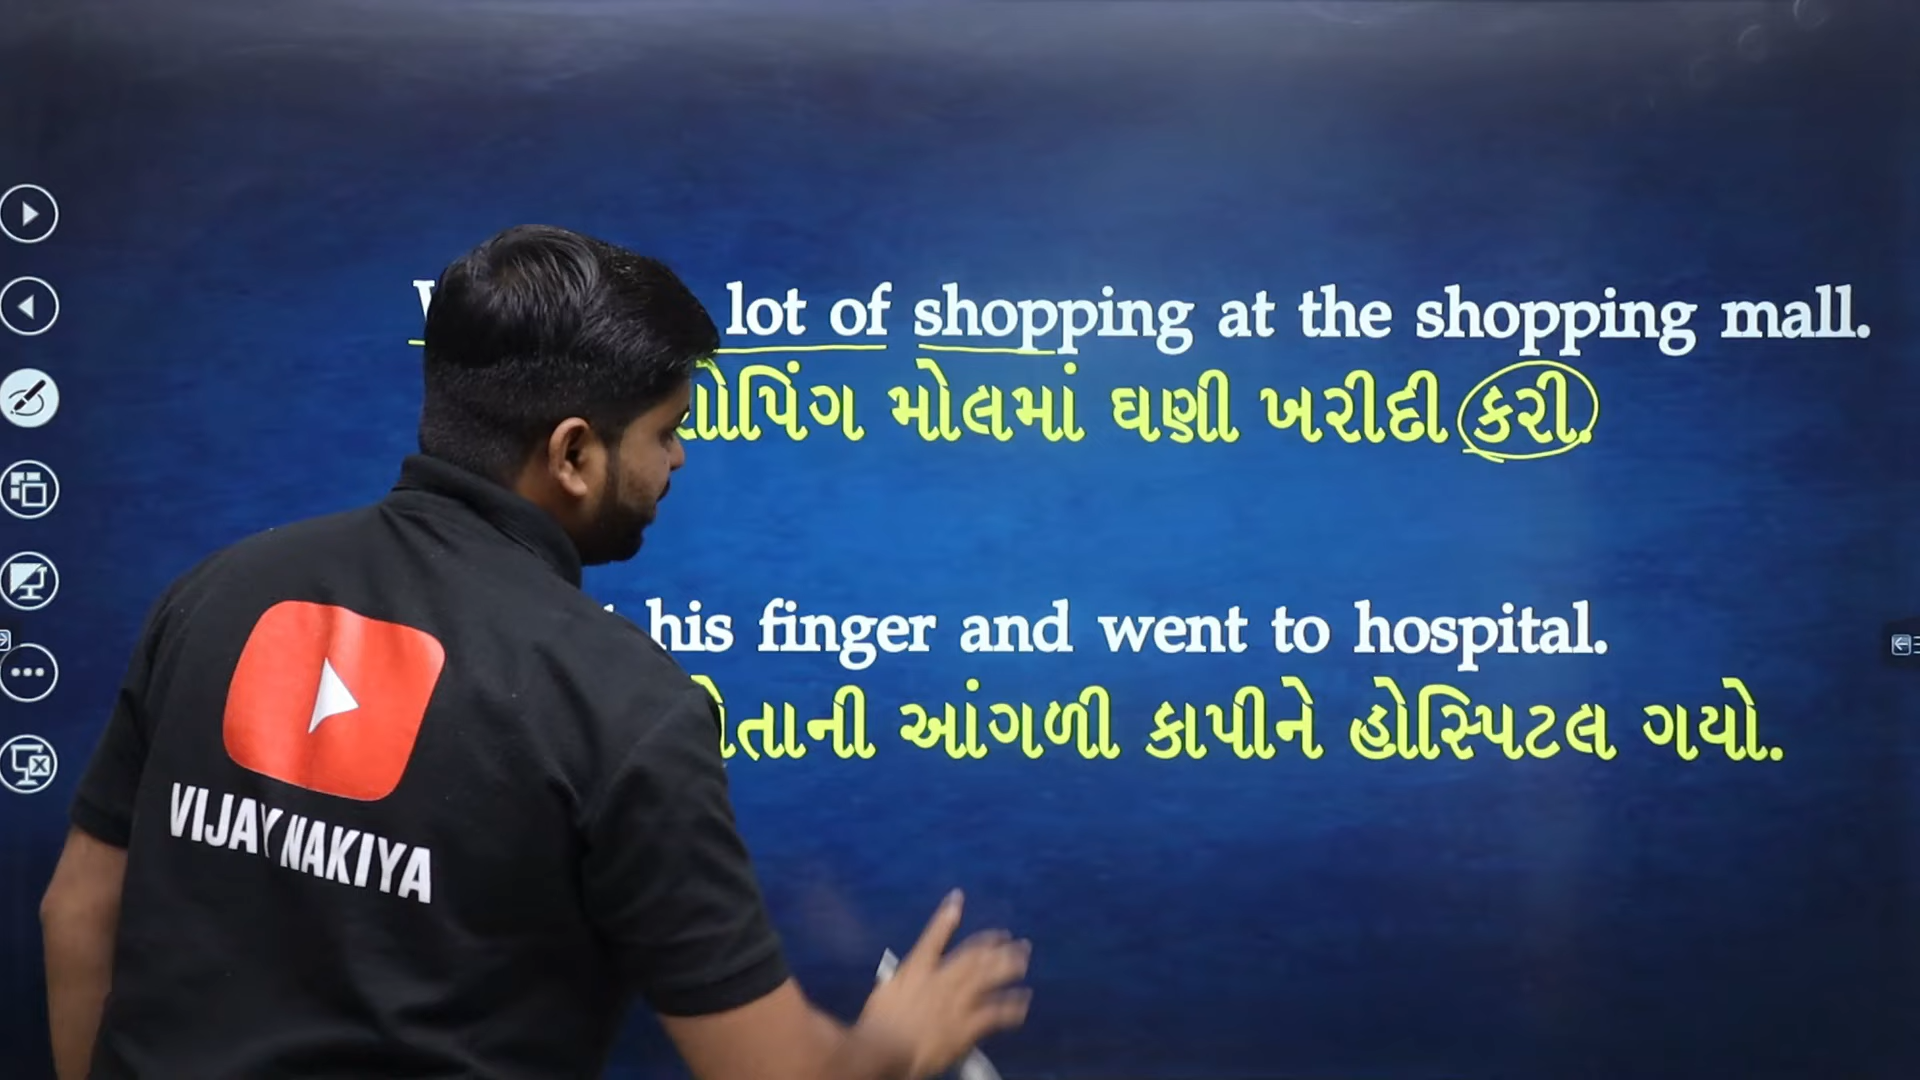 lot of shopping at the shopping mall.
મોલમાં ઘણી ખરીદી કરી.
his finger and went to hospital.
આંગળી કાપીને હોસ્પિટલ ગયો.
VIJAY NAKIYA